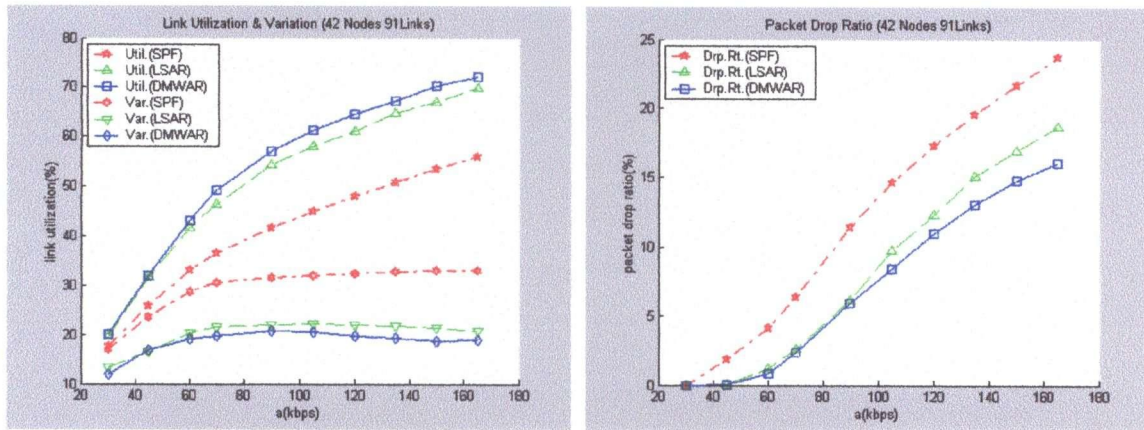 Link Utilization & Variation (42 Nodes 91Links)
80
70
60
50
40
30
20
10
link utilization(%)
Util.(SPF)
Util.(LSAR)
Util.(DMWAR)
Var.(SPF)
Var.(LSAR)
Var.(DMWAR)
20 40 60 80 100 120 140 160 180
a(kbps)
Packet Drop Ratio (42 Nodes 91Links)
25
20
15
10
5
0
packet drop ratio(%)
Drp.Rt.(SPF)
Drp.Rt.(LSAR)
Drp.Rt.(DMWAR)
20 40 60 80 100 120 140 160 180
a(kbps)